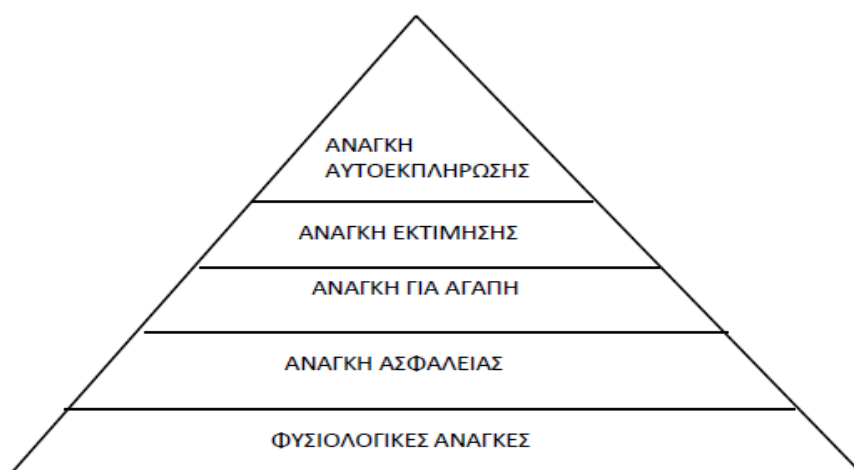 ΑΝΑΓΚΗ
ΑΥΤΟΕΚΠΛΗΡΩΣΗΣ
ΑΝΑΓΚΗ ΕΚΤΙΜΗΣΗΣ
ΑΝΑΓΚΗ ΓΙΑ ΑΓΑΠΗ
ΑΝΑΓΚΗ ΑΣΦΑΛΕΙΑΣ
ΦΥΣΙΟΛΟΓΙΚΕΣ ΑΝΑΓΚΕΣ